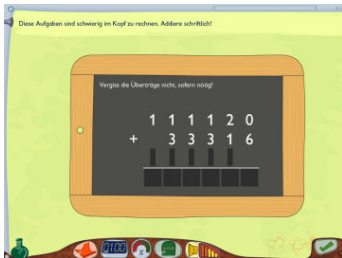 Diese Aufgaben sind schwierig im Kopf zu rechnen. Addiere schriftlich!
Vergiss die Überträge nicht, sofern nötig!
1 1 1 1 2 0
+ 3 3 3 1 6